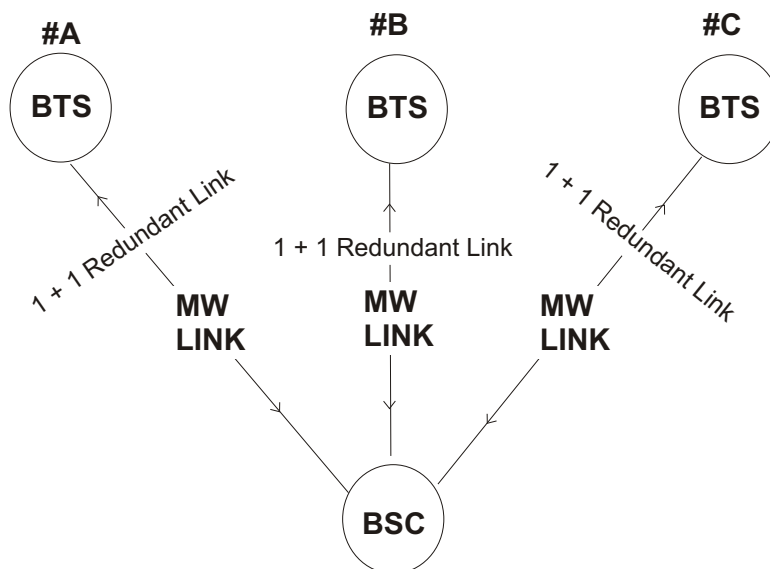 #A
#B
#C
BTS
BTS
BTS
1 + 1 Redundant Link
1 + 1 Redundant Link
1 + 1 Redundant Link
MW
LINK
MW
LINK
MW
LINK
BSC